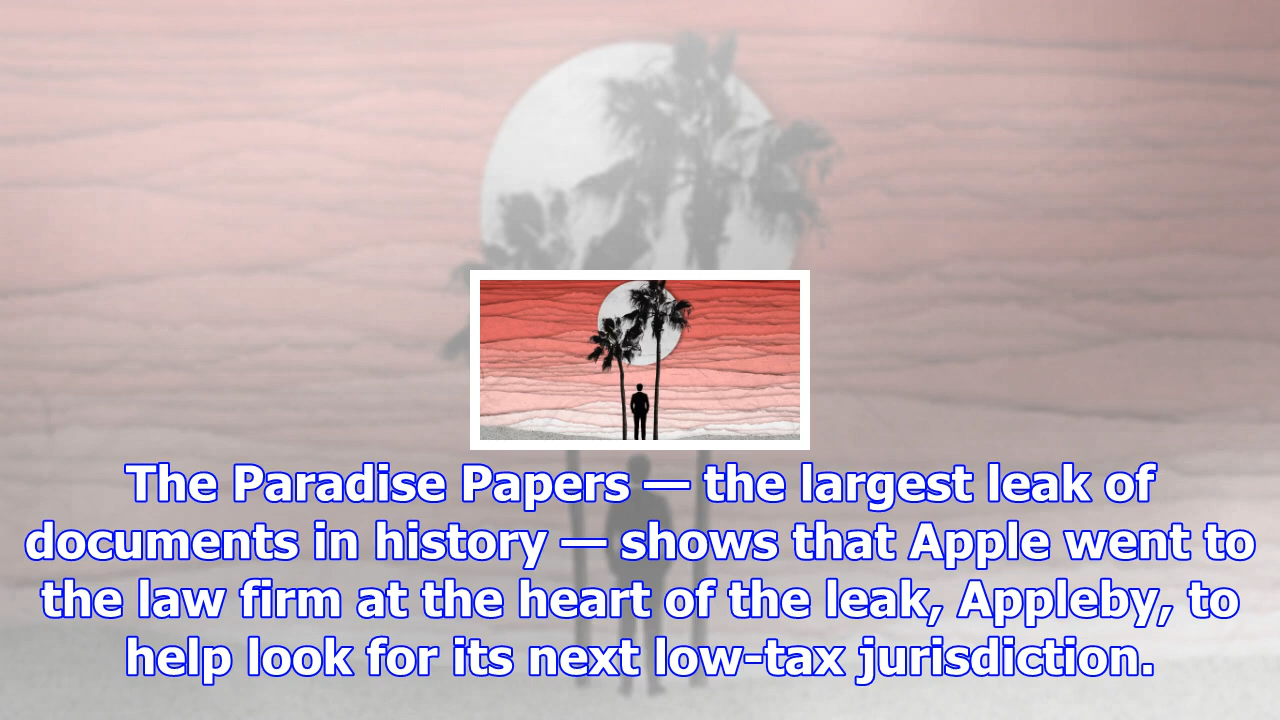 The Paradise Papers — the largest leak of
documents in history — shows that Apple went to
the law firm at the heart of the leak, Appleby, to
help look for its next low-tax jurisdiction.